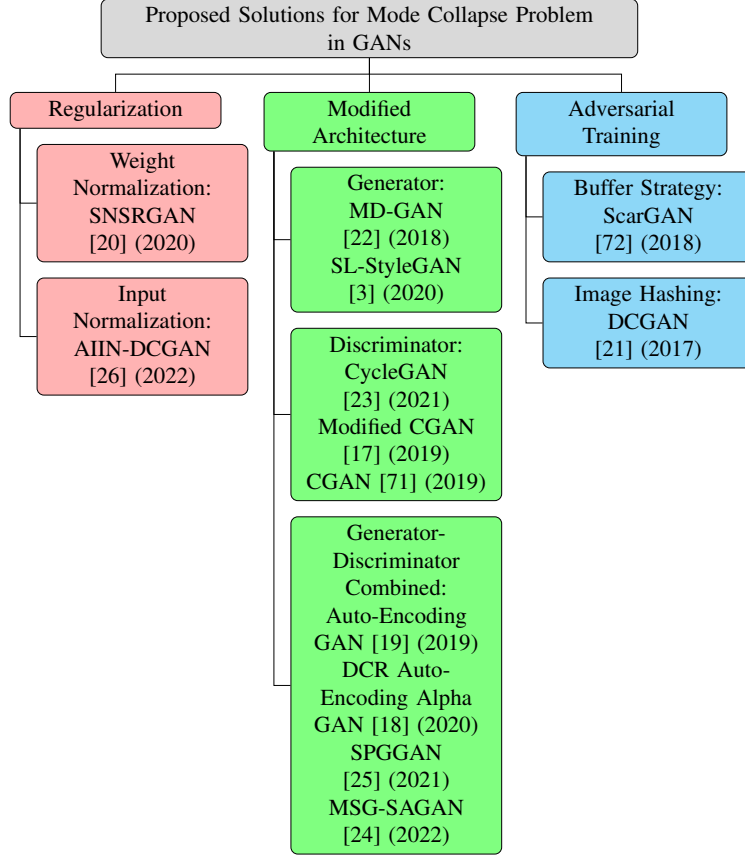 Proposed Solutions for Mode Collapse Problem
in GANs
Regularization
Weight
Normalization:
SNSRGAN
[20] (2020)
Input
Normalization:
AIIN-DCGAN
[26] (2022)
Modified
Architecture
Generator:
MD-GAN
[22] (2018)
SL-StyleGAN
[3] (2020)
Discriminator:
CycleGAN
[23] (2021)
Modified CGAN
[17] (2019)
CGAN [71] (2019)
Generator-
Discriminator
Combined:
Auto-Encoding
GAN [19] (2019)
DCR Auto-
Encoding Alpha
GAN [18] (2020)
SPGGAN
[25] (2021)
MSG-SAGAN
[24] (2022)
Adversarial
Training
Buffer Strategy:
ScarGAN
[72] (2018)
Image Hashing:
DCGAN
[21] (2017)